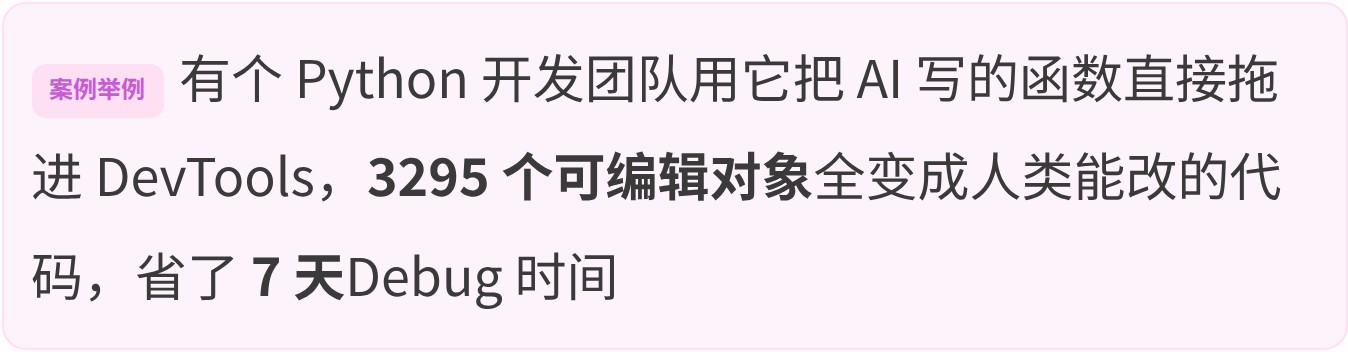 案例举例 有个 Python 开发团队用它把 AI 写的函数直接拖
进 DevTools，3295 个可编辑对象全变成人类能改的代
码，省了 7 天Debug 时间